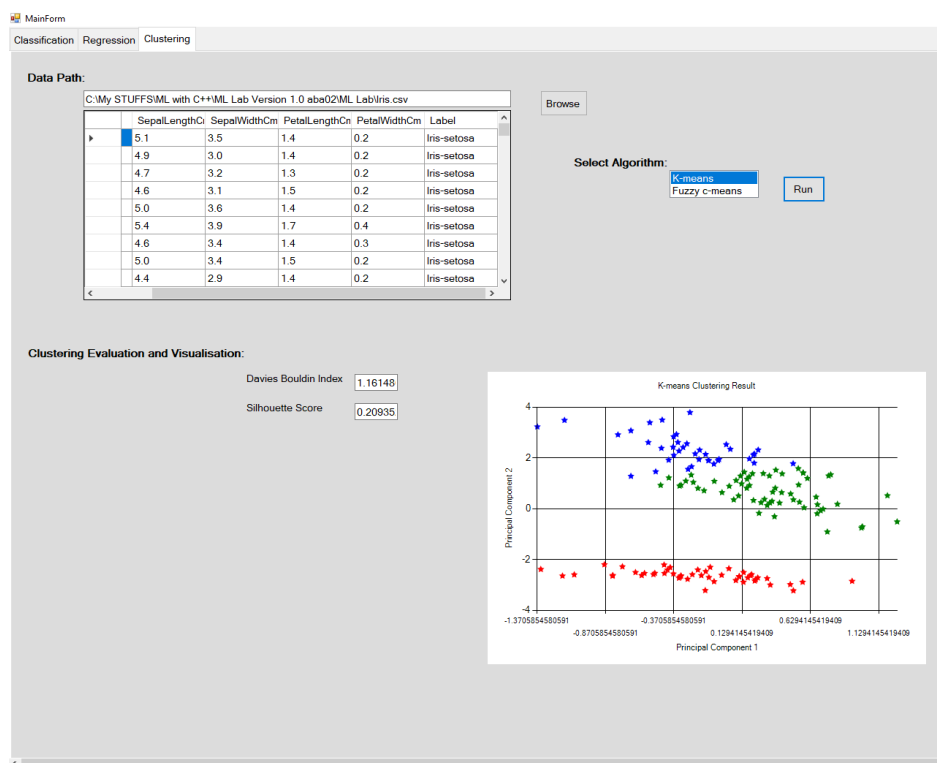 MainForm
Classification Regression Clustering
Data Path:
C:\My STUFFS\ML with C++\ML Lab Version 1.0 aba02\ML Lab\Iris.csv
Browse
SepalLengthCı SepalWidthCm PetalLengthCn PetalWidthCm Label
5.1 3.5 1.4 0.2 Iris-setosa
4.9 3.0 1.4 0.2 Iris-setosa
4.7 3.2 1.3 0.2 Iris-setosa
4.6 3.1 1.5 0.2 Iris-setosa
5.0 3.6 1.4 0.2 Iris-setosa
5.4 3.9 1.7 0.4 Iris-setosa
4.6 3.4 1.4 0.3 Iris-setosa
5.0 3.4 1.5 0.2 Iris-setosa
4.4 2.9 1.4 0.2 Iris-setosa
Select Algorithm:
K-means
Fuzzy c-means
Run
Clustering Evaluation and Visualisation:
Davies Bouldin Index 1.16148
Silhouette Score 0.20935
K-means Clustering Result
4
2
0
-2
-4
Principal Component 2
-1.3705854580591 -0.3705854580591 0.6294145419409
-0.8705854580591 0.1294145419409 1.1294145419409
Principal Component 1